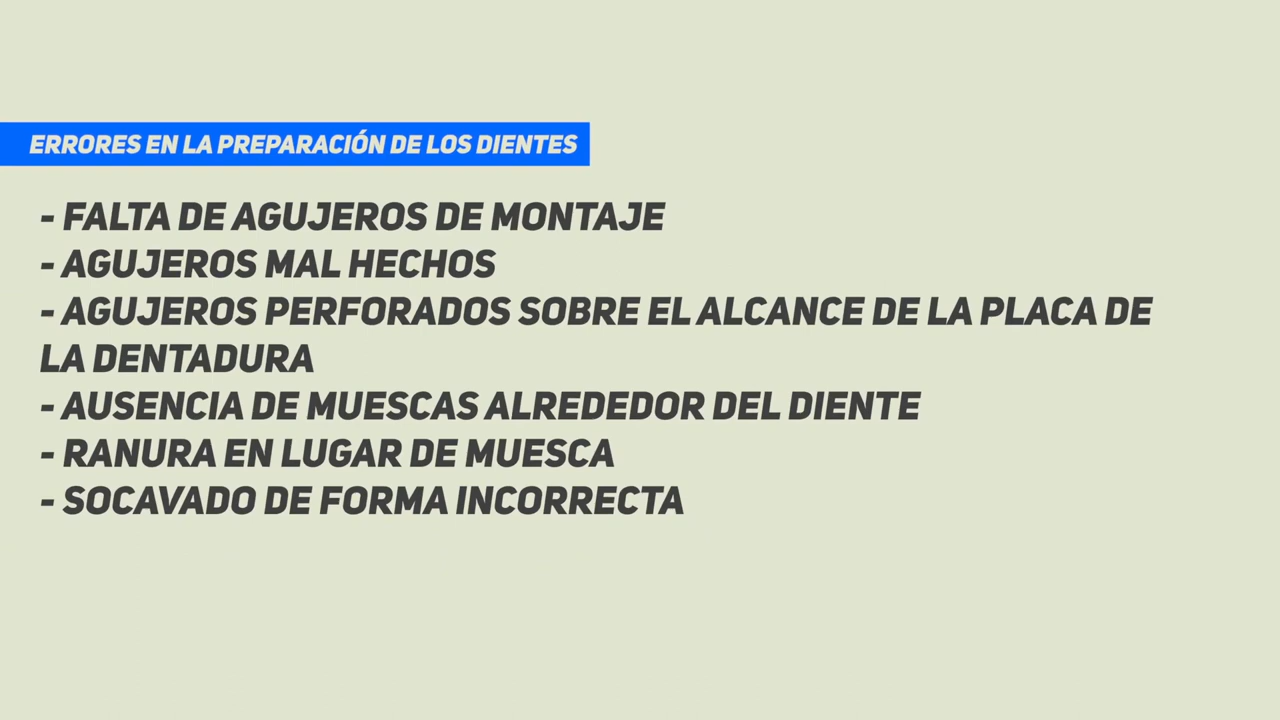 ERRORES EN LA PREPARACIÓN DE LOS DIENTES
- FALTA DE AGUJEROS DE MONTAJE
- AGUJEROS MAL HECHOS
- AGUJEROS PERFORADOS SOBRE EL ALCANCE DE LA PLACA DE
LA DENTADURA
- AUSENCIA DE MUESCAS ALREDEDOR DEL DIENTE
- RANURA EN LUGAR DE MUESCA
- SOCAVADO DE FORMA INCORRECTA